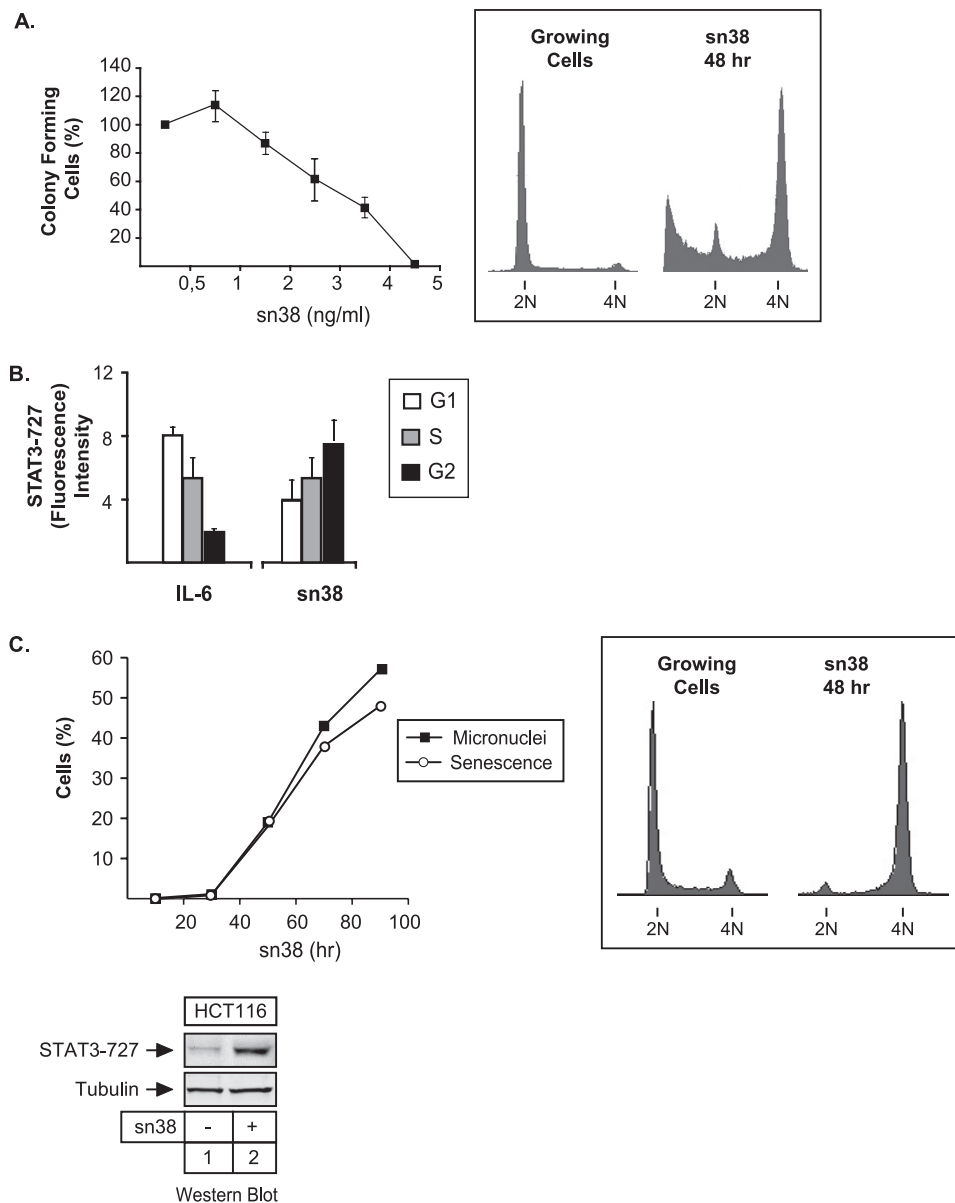 A.
Colony Forming
Cells (%)
140
120
100
80
60
40
20
0,5 1 2 3 4 5
sn38 (ng/ml)
Growing
Cells
sn38
48 hr
2N 4N 2N 4N
B.
STAT3-727
(Fluorescence)
Intensity
12
8
4
IL-6 sn38
G1
S
G2
C.
Cells (%)
60
50
40
30
20
10
20 40 60 80 100
sn38 (hr)
Micronuclei
Senescence
Growing
Cells
sn38
48 hr
2N 4N 2N 4N
HCT116
STAT3-727
Tubulin
sn38 - +
1 2
Western Blot